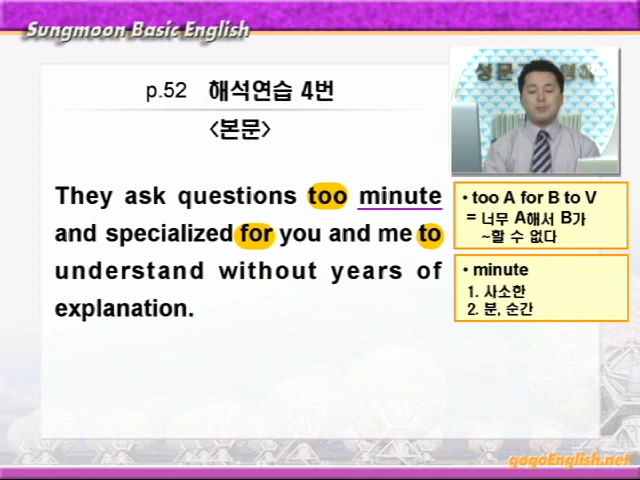 Sungmoon Basic English
p.52 해석연습 4번
<본문>
They ask questions too minute
and specialized for you and me to
understand without years of
explanation.
• too A for B to V
= 너무 A해서 B가
~할 수 없다
• minute
1. 사소한
2. 분, 순간
gogoEnglish.net